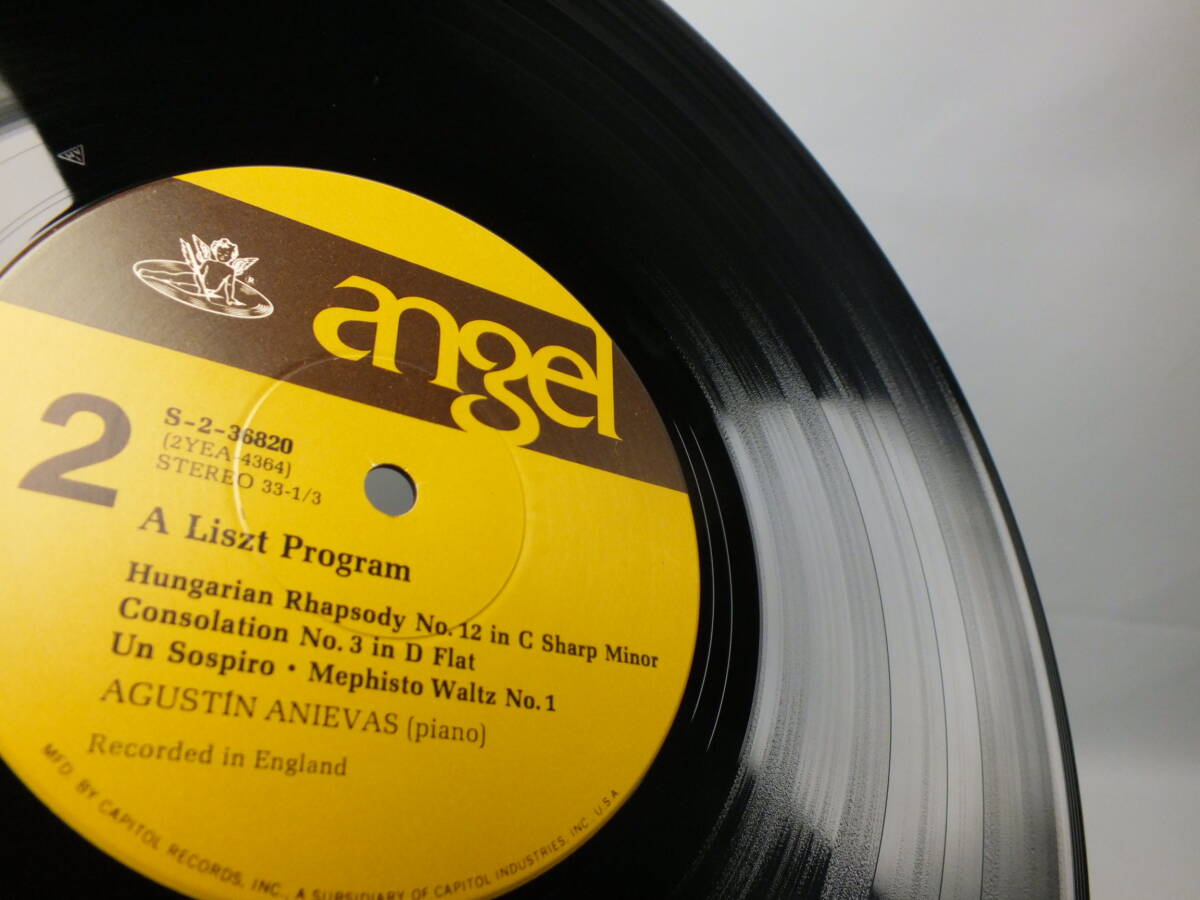 angel
2
S-2-36820
(2YEA-4364)
STEREO 33-1/3
A Liszt Program
Hungarian Rhapsody No. 12 in C Sharp Minor
Consolation No. 3 in D Flat
Un Sospiro · Mephisto Waltz No. 1
AGUSTÍN ANIEVAS (piano)
Recorded in England
MFD. BY CAPITOL RECORDS, INC., A SUBSIDIARY OF CAPITOL INDUSTRIES, INC., U.S.A.